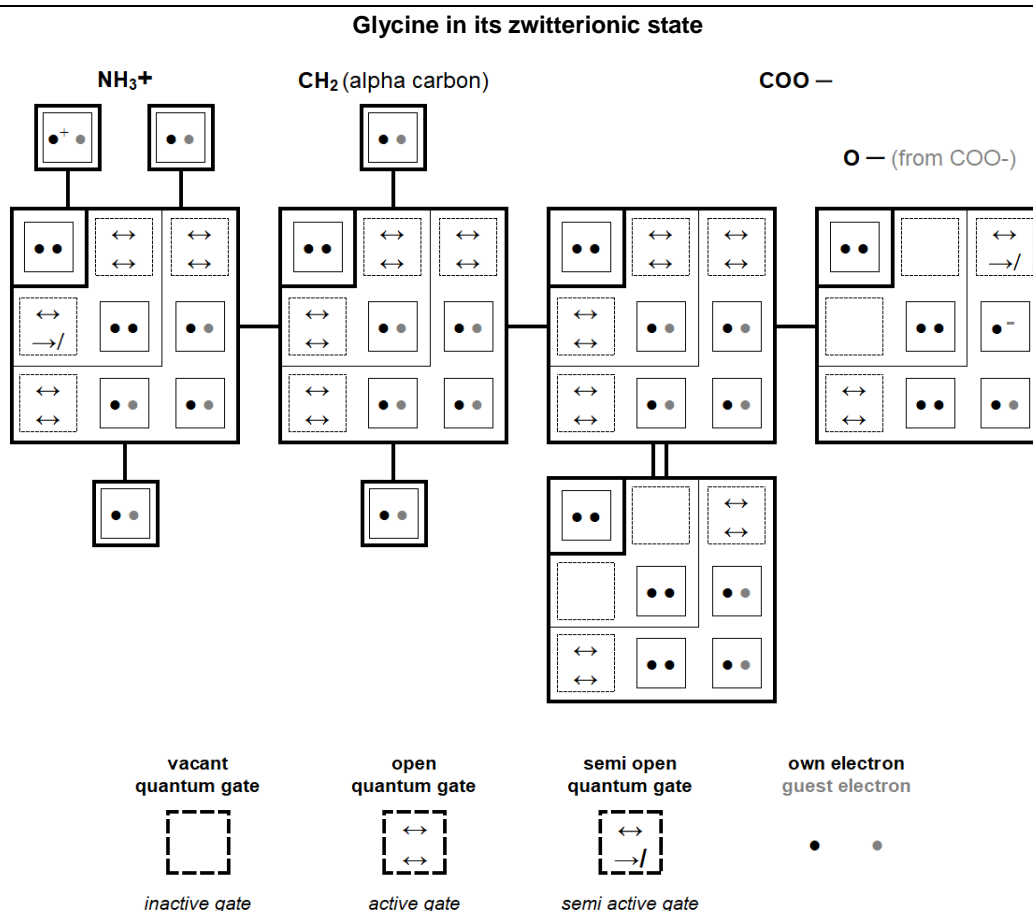 Glycine in its zwitterionic state
NH₃+
CH₂ (alpha carbon)
COO —
O — (from COO-)
vacant
quantum gate
open
quantum gate
semi open
quantum gate
own electron
guest electron
inactive gate
active gate
semi active gate